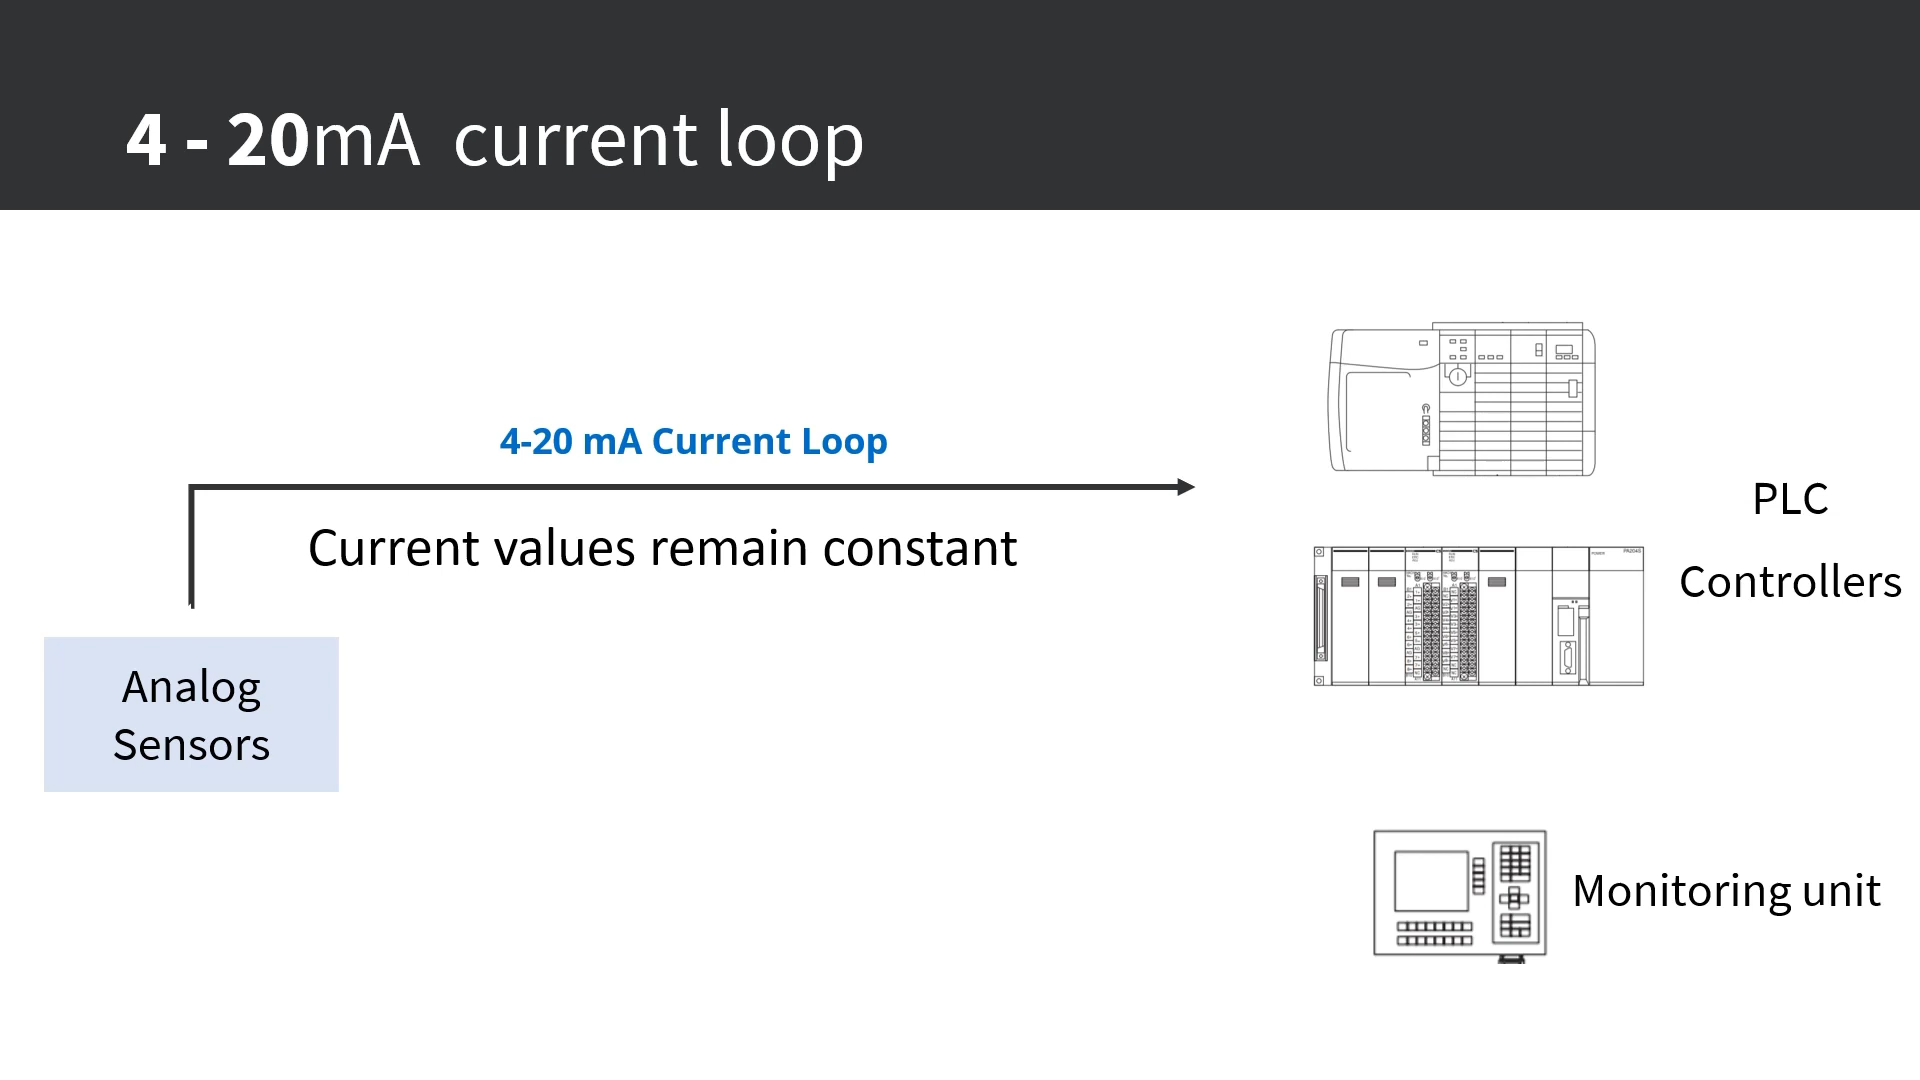 4 - 20mA current loop
4-20 mA Current Loop
Current values remain constant
Analog
Sensors
PLC
Controllers
Monitoring unit